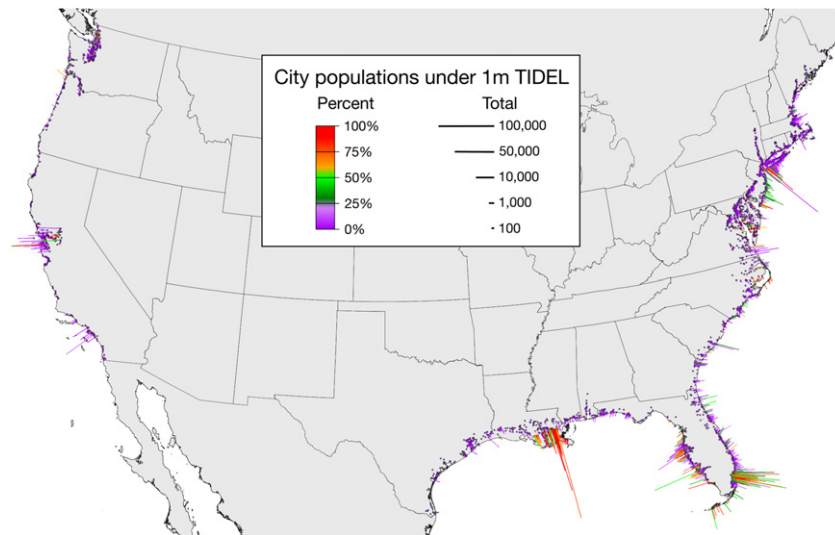 City populations under 1m TIDEL
Percent Total
100% 100,000
75% 50,000
50% 10,000
25% 1,000
0% 100